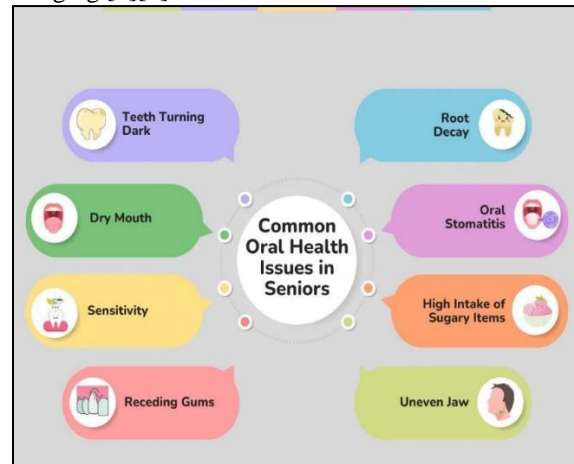 Teeth Turning
Dark
Root
Decay
Dry Mouth
Oral
Stomatitis
Common
Oral Health
Issues in
Seniors
Sensitivity
High Intake of
Sugary Items
Receding Gums
Uneven Jaw